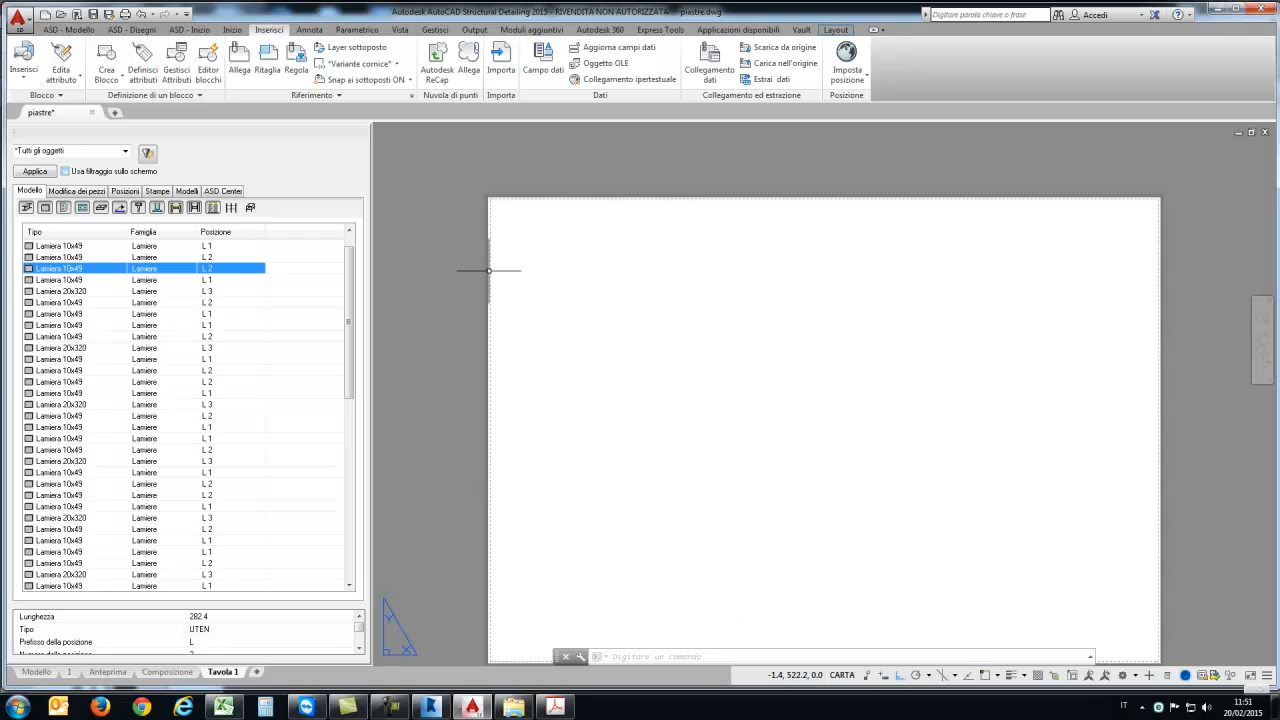 Autodesk AutoCAD Structural Detailing 2015 - RIVENDITA NON AUTORIZZATA piastre.dwg
Digitare parola chiave o frase
Accedi
ASD - Modello ASD - Disegni ASD - Inizio Inizio Inserisci Annota Parametrico Vista Gestisci Output Moduli aggiuntivi Autodesk 360 Express Tools Applicazioni disponibili Vault Layout
Inserisci
Edita attributo
Crea Blocco
Definisci attributi
Gestisci Attributi
Editor blocchi
Allega
Ritaglia
Regola
Layer sottoposto
*Variante cornice*
Snap ai sottoposti ON
Autodesk ReCap
Allega
Importa
Campo dati
Aggiorna campi dati
Oggetto OLE
Collegamento ipertestuale
Collegamento dati
Scarica da origine
Carica nell'origine
Estrai dati
Imposta posizione
Blocco Definizione di un blocco Riferimento Nuvola di punti Importa Dati Collegamento ed estrazione Posizione
piastre*
*Tutti gli oggetti
Applica Usa filtraggio sullo schermo
Modello Modifica dei pezzi Posizioni Stampe Modelli ASD Center
Tipo Famiglia Posizione
Lamiera 10x49 Lamiere L 1
Lamiera 10x49 Lamiere L 2
Lamiera 10x49 Lamiere L 2
Lamiera 10x49 Lamiere L 1
Lamiera 20x320 Lamiere L 3
Lamiera 10x49 Lamiere L 2
Lamiera 10x49 Lamiere L 1
Lamiera 10x49 Lamiere L 1
Lamiera 10x49 Lamiere L 2
Lamiera 20x320 Lamiere L 3
Lamiera 10x49 Lamiere L 1
Lamiera 10x49 Lamiere L 2
Lamiera 10x49 Lamiere L 2
Lamiera 10x49 Lamiere L 1
Lamiera 20x320 Lamiere L 3
Lamiera 10x49 Lamiere L 2
Lamiera 10x49 Lamiere L 1
Lamiera 10x49 Lamiere L 1
Lamiera 10x49 Lamiere L 2
Lamiera 20x320 Lamiere L 3
Lamiera 10x49 Lamiere L 1
Lamiera 10x49 Lamiere L 2
Lamiera 10x49 Lamiere L 2
Lamiera 10x49 Lamiere L 1
Lamiera 20x320 Lamiere L 3
Lamiera 10x49 Lamiere L 2
Lamiera 10x49 Lamiere L 1
Lamiera 10x49 Lamiere L 1
Lamiera 10x49 Lamiere L 2
Lamiera 20x320 Lamiere L 3
Lamiera 10x49 Lamiere L 1
Lunghezza 282.4
Tipo UTEN
Prefisso della posizione L
Y
X
Digitare un comando
Modello 1 Anteprima Composizione Tavola 1
-1.4, 522.2, 0.0 CARTA
IT
11:51
20/02/2015